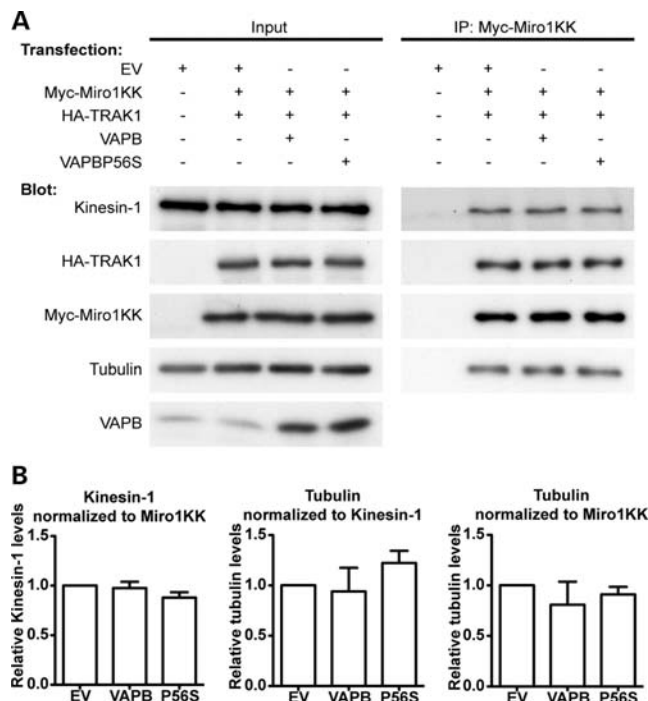 A
Input IP: Myc-Miro1KK
Transfection:
EV + + - - + + - -
Myc-Miro1KK - + + + - + + +
HA-TRAK1 - + + + - + + +
VAPB - - + - - - + -
VAPBP56S - - - + - - - +
Blot:
Kinesin-1
HA-TRAK1
Myc-Miro1KK
Tubulin
VAPB
B
Kinesin-1
normalized to Miro1KK
Relative Kinesin-1 levels
1.5
1.0
0.5
0.0
EV VAPB P56S
Tubulin
normalized to Kinesin-1
Relative tubulin levels
1.5
1.0
0.5
0.0
EV VAPB P56S
Tubulin
normalized to Miro1KK
Relative tubulin levels
1.5
1.0
0.5
0.0
EV VAPB P56S